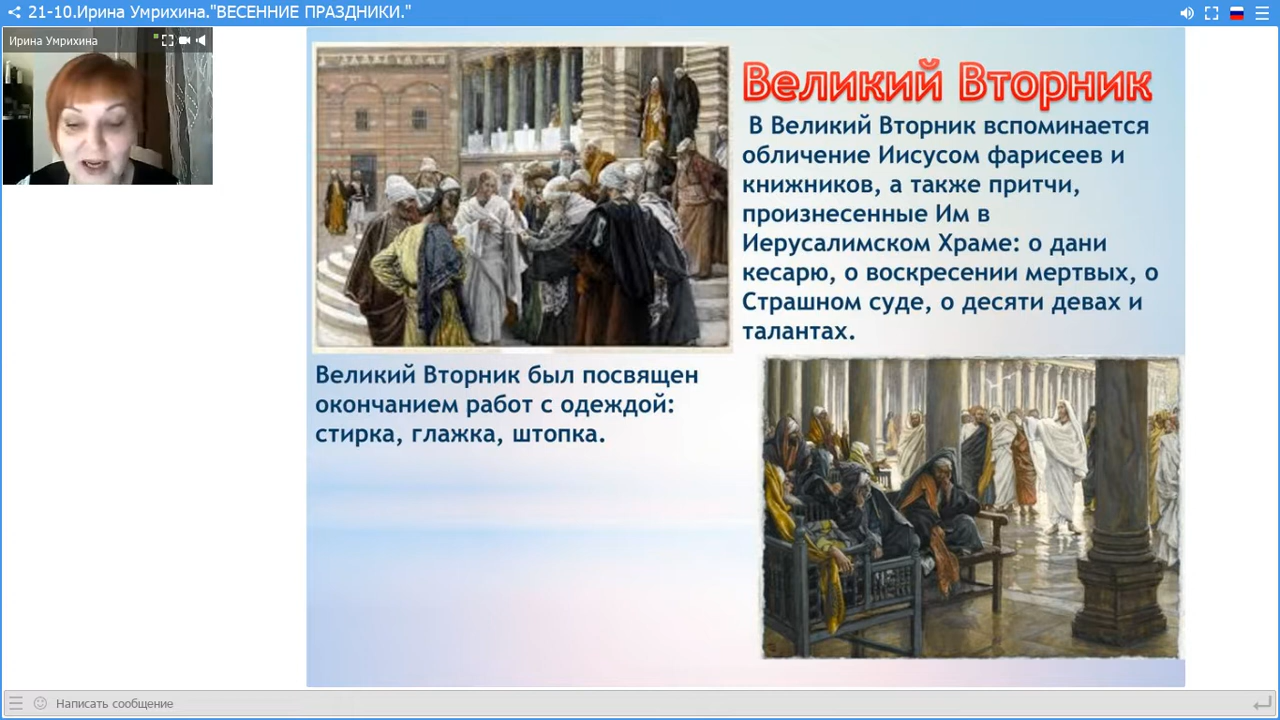 21-10.Ирина Умрихина."ВЕСЕННИЕ ПРАЗДНИКИ."
Ирина Умрихина
Великий Вторник
В Великий Вторник вспоминается
обличение Иисусом фарисеев и
книжников, а также притчи,
произнесенные Им в
Иерусалимском Храме: о дани
кесарю, о воскресении мертвых, о
Страшном суде, о десяти девах и
талантах.
Великий Вторник был посвящен
окончанием работ с одеждой:
стирка, глажка, штопка.
Написать сообщение